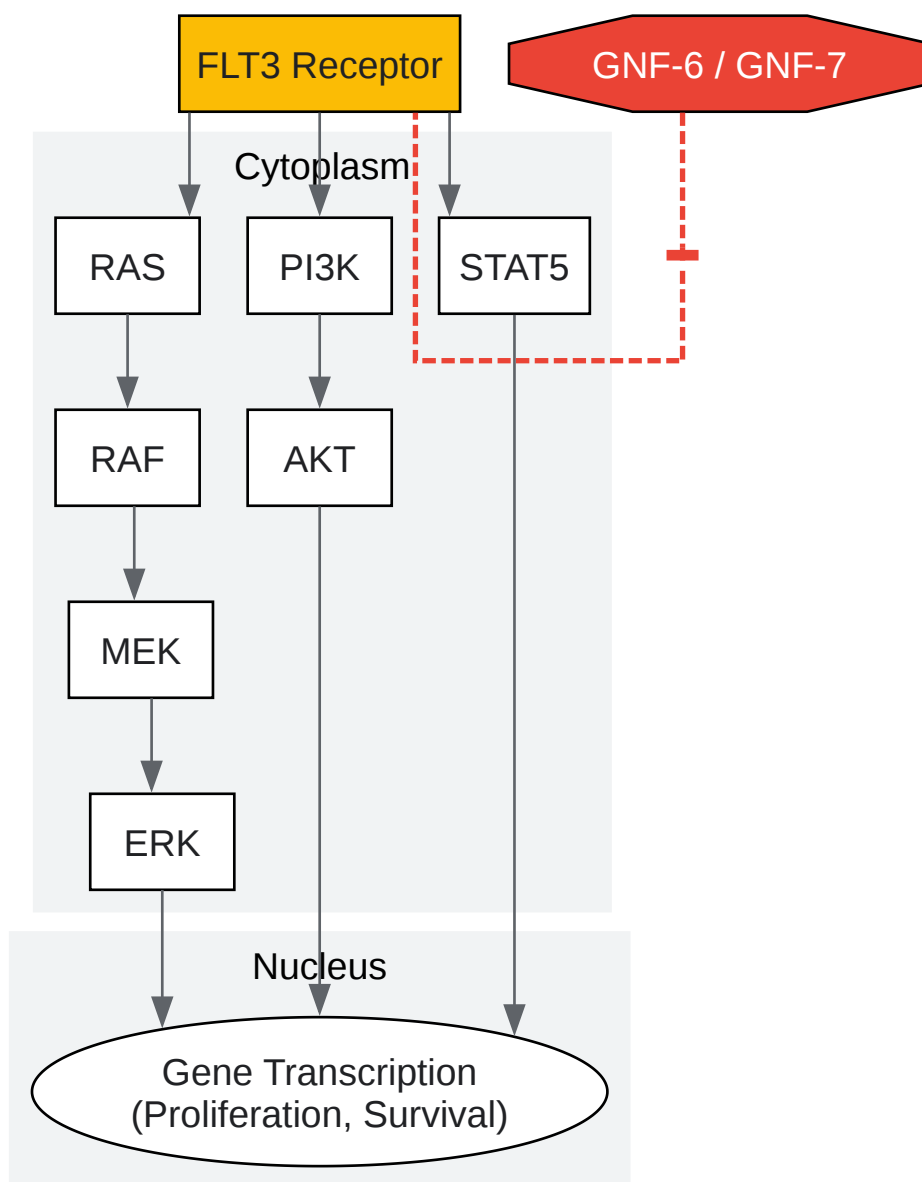 FLT3 Receptor
GNF-6 / GNF-7
Cytoplasm
RAS
PI3K
STAT5
RAF
AKT
MEK
ERK
Nucleus
Gene Transcription
(Proliferation, Survival)